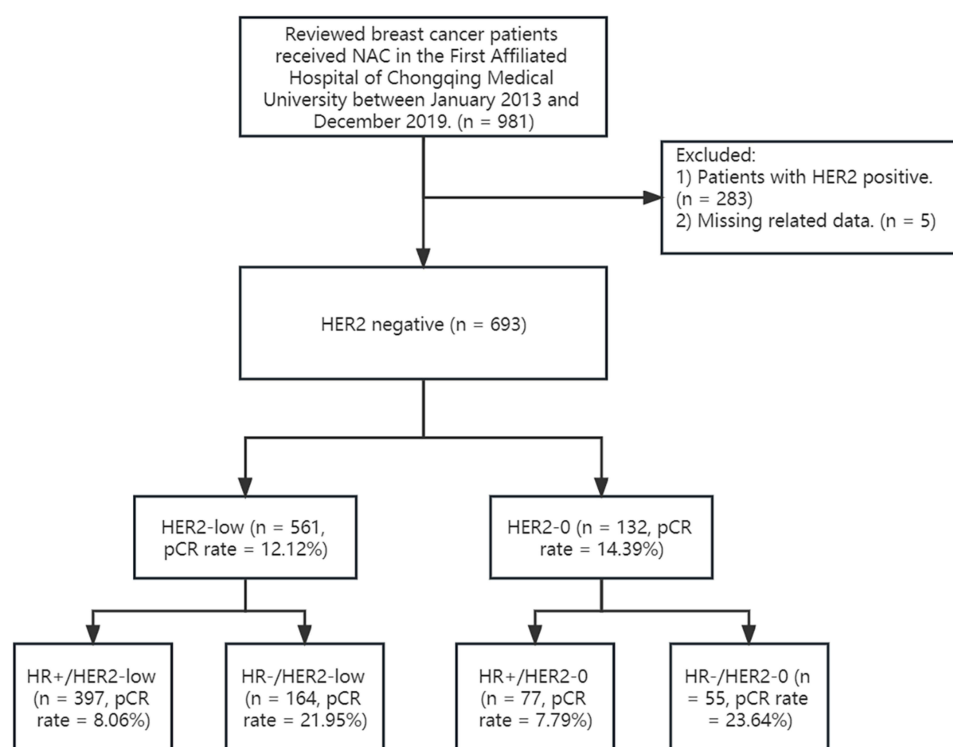 Reviewed breast cancer patients
received NAC in the First Affiliated
Hospital of Chongqing Medical
University between January 2013 and
December 2019. (n = 981)
Excluded:
1) Patients with HER2 positive.
(n = 283)
2) Missing related data. (n = 5)
HER2 negative (n = 693)
HER2-low (n = 561,
pCR rate = 12.12%)
HER2-0 (n = 132, pCR
rate = 14.39%)
HR+/HER2-low
(n = 397, pCR
rate = 8.06%)
HR-/HER2-low
(n = 164, pCR
rate = 21.95%)
HR+/HER2-0
(n = 77, pCR
rate = 7.79%)
HR-/HER2-0 (n
= 55, pCR rate
= 23.64%)